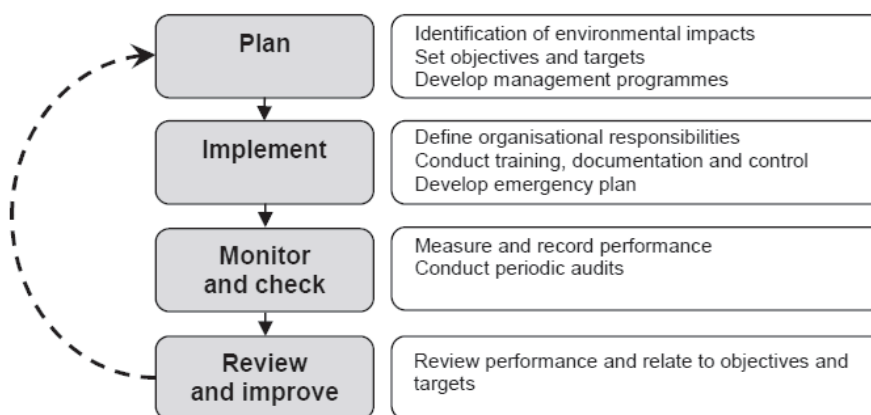 Plan
Identification of environmental impacts
Set objectives and targets
Develop management programmes
Implement
Define organisational responsibilities
Conduct training, documentation and control
Develop emergency plan
Monitor
and check
Measure and record performance
Conduct periodic audits
Review
and improve
Review performance and relate to objectives and
targets